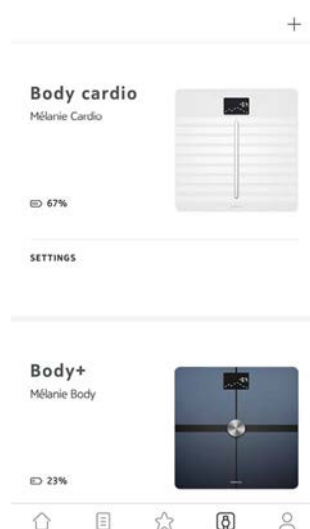 Body cardio
Mélanie Cardio
67%
SETTINGS
Body+
Mélanie Body
23%